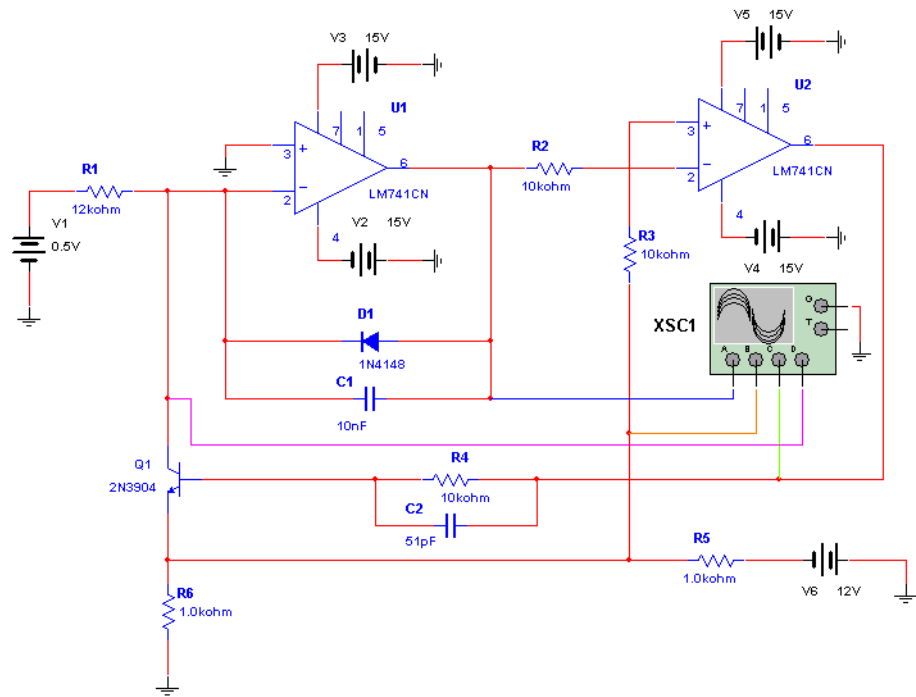 V3 15V
V5 15V
U1
U2
7 1 5
7 1 5
3 + 6
3 + 6
− 2
− 2
LM741CN
LM741CN
R1
12kohm
R2
10kohm
V1
0.5V
4
V2 15V
4
V4 15V
R3
10kohm
D1
1N4148
C1
10nF
XSC1
G
T
A B C D
Q1
2N3904
R4
10kohm
C2
51pF
R5
1.0kohm
V6 12V
R6
1.0kohm